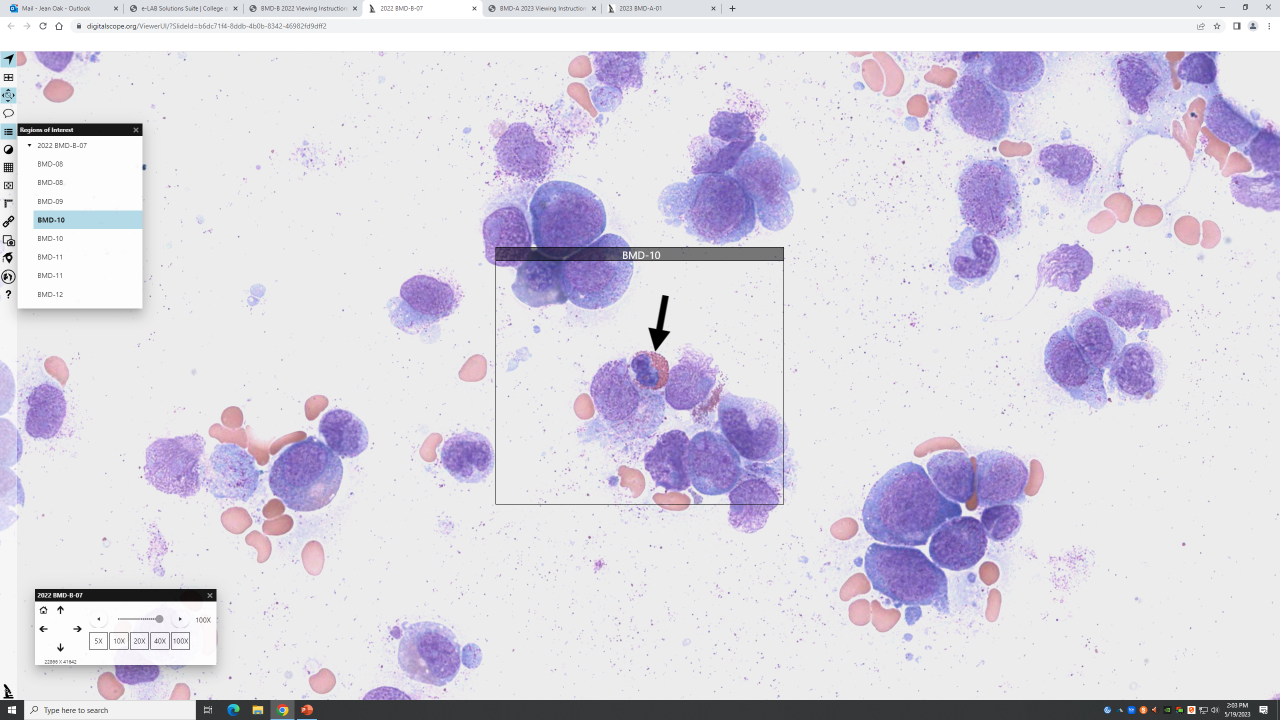 Mail - Jean Oak - Outlook
e-LAB Solutions Suite | College o
BMD-B 2022 Viewing Instruction
2022 BMD-B-07
BMD-A 2023 Viewing Instruction
2023 BMD-A-01
digitalscope.org/ViewerUI/?SlideId=b6dc71f4-8ddb-4b0b-8342-46982fd9dff2
Regions of Interest
2022 BMD-B-07
BMD-08
BMD-08
BMD-09
BMD-10
BMD-10
BMD-11
BMD-11
BMD-12
?
BMD-10
2022 BMD-B-07
100X
5X 10X 20X 40X 100X
22896 X 41642
Type here to search
2:03 PM
5/19/2023